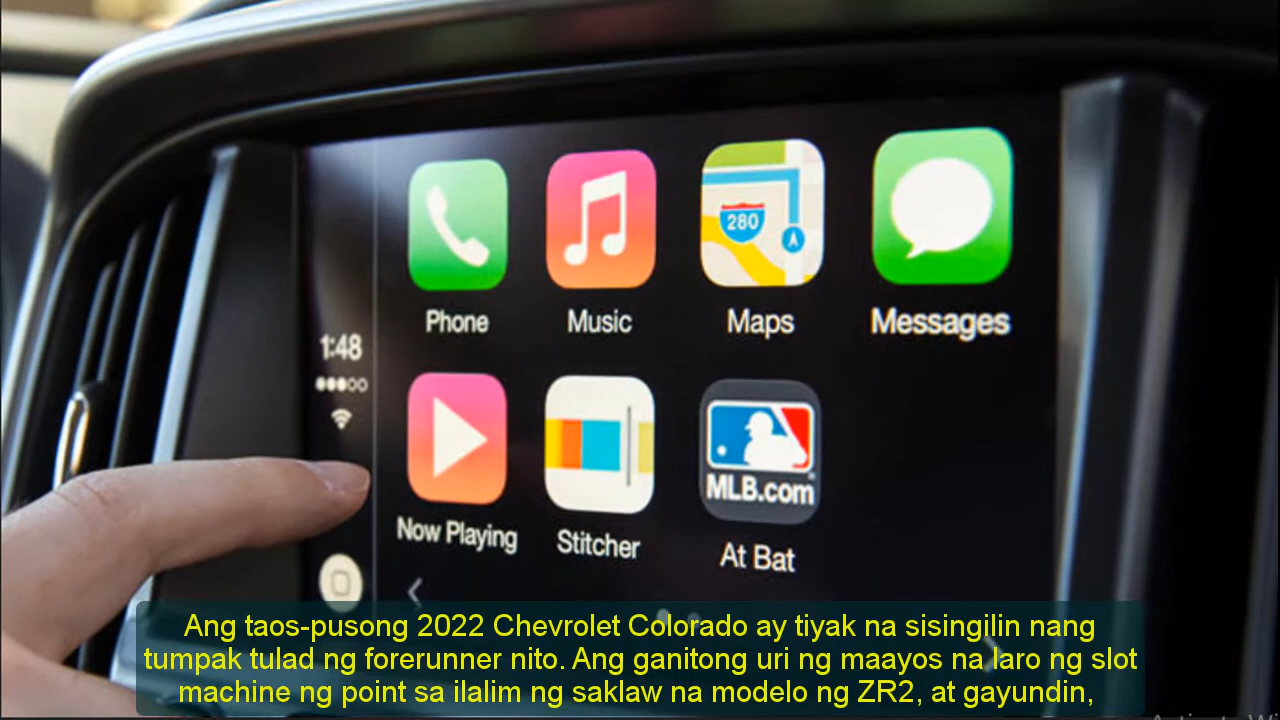 280
Phone
Music
Maps
Messages
1:48
MLB.com
Now Playing
Stitcher
At Bat
Ang taos-pusong 2022 Chevrolet Colorado ay tiyak na sisingilin nang
tumpak tulad ng forerunner nito. Ang ganitong uri ng maayos na laro ng slot
machine ng point sa ilalim ng saklaw na modelo ng ZR2, at gayundin,